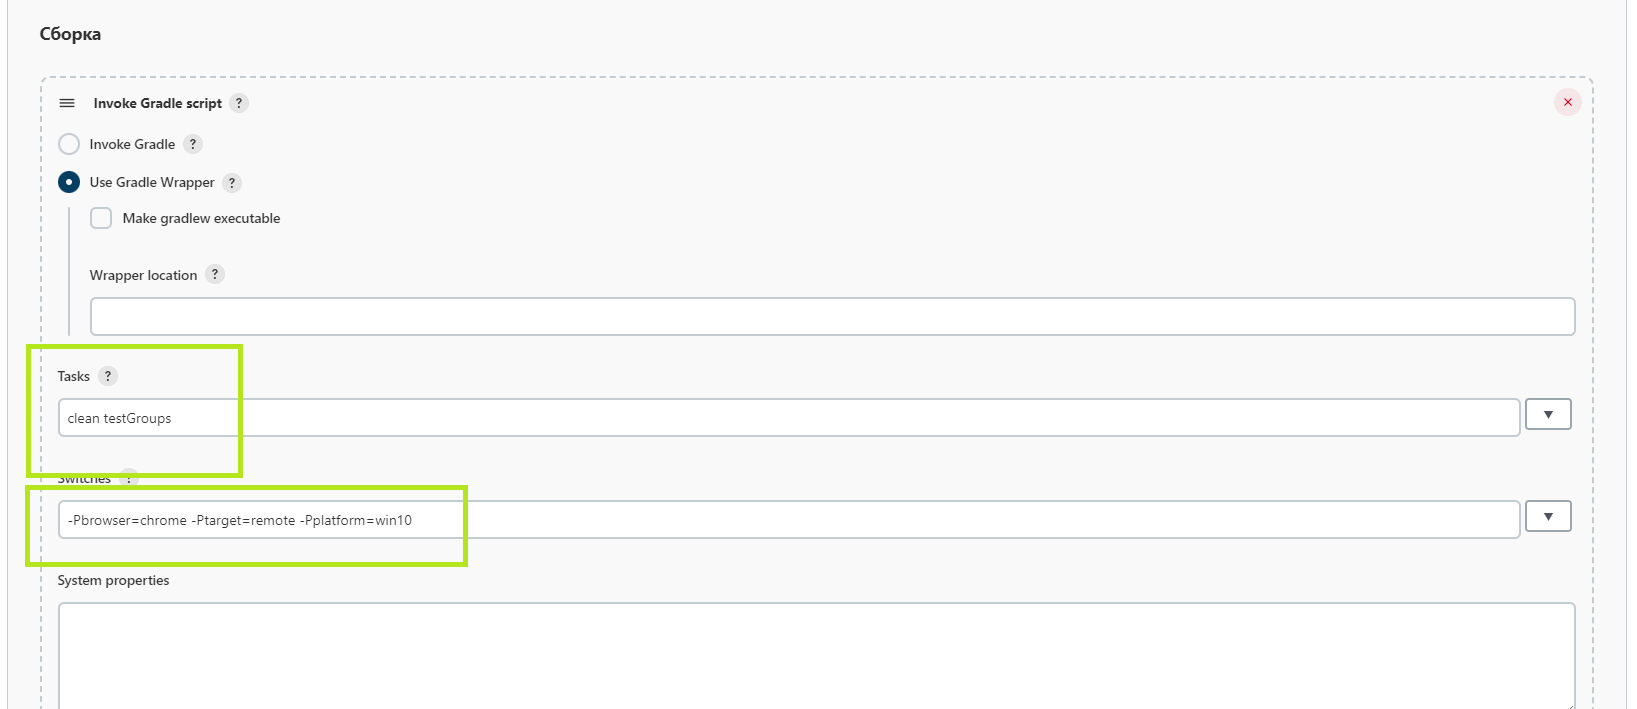 Сборка
Invoke Gradle script ?
Invoke Gradle ?
Use Gradle Wrapper ?
Make gradlew executable
Wrapper location ?
Tasks ?
clean testGroups
Switches ?
-Pbrowser=chrome -Ptarget=remote -Pplatform=win10
System properties